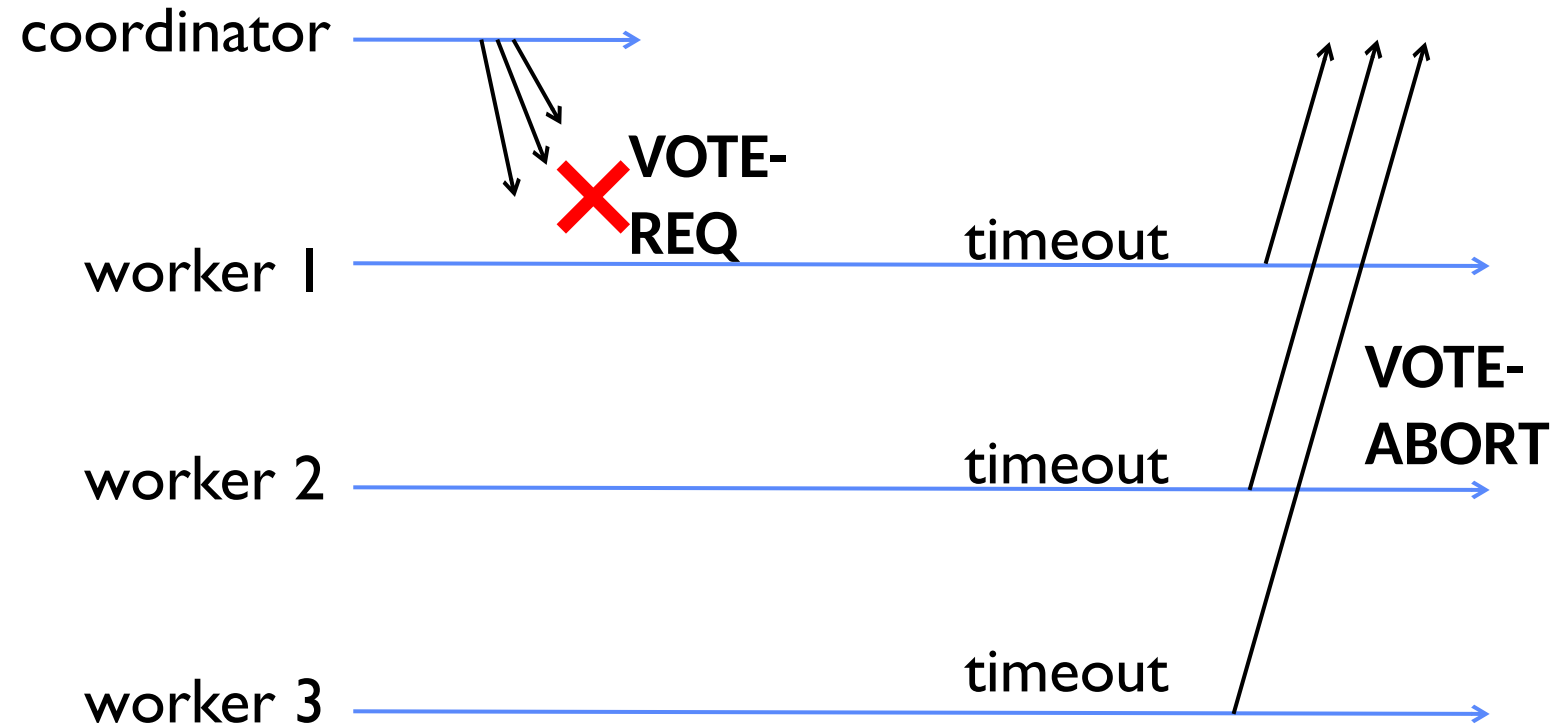 coordinator
VOTE-
REQ
worker 1
timeout
VOTE-
ABORT
worker 2
timeout
worker 3
timeout